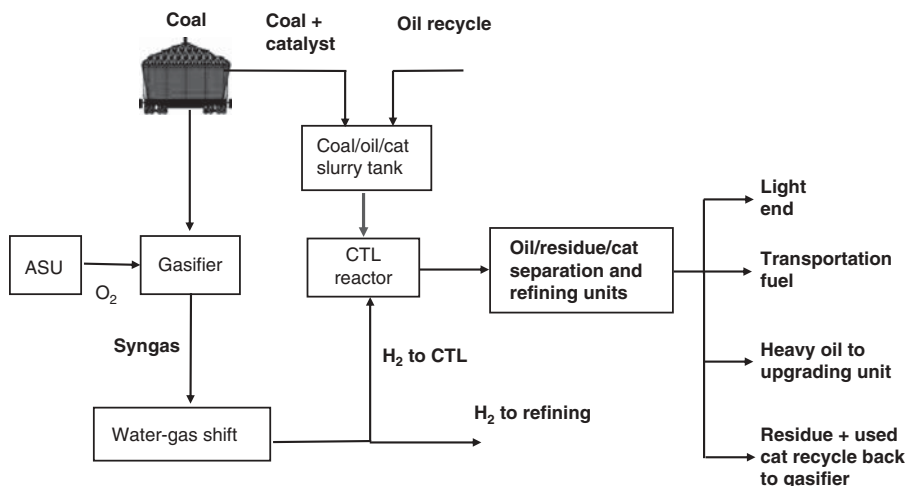 Coal
Coal +
catalyst
Oil recycle
Coal/oil/cat
slurry tank
ASU
O₂
Gasifier
CTL
reactor
Oil/residue/cat
separation and
refining units
Light
end
Transportation
fuel
Syngas
H₂ to CTL
Heavy oil to
upgrading unit
Water-gas shift
H₂ to refining
Residue + used
cat recycle back
to gasifier